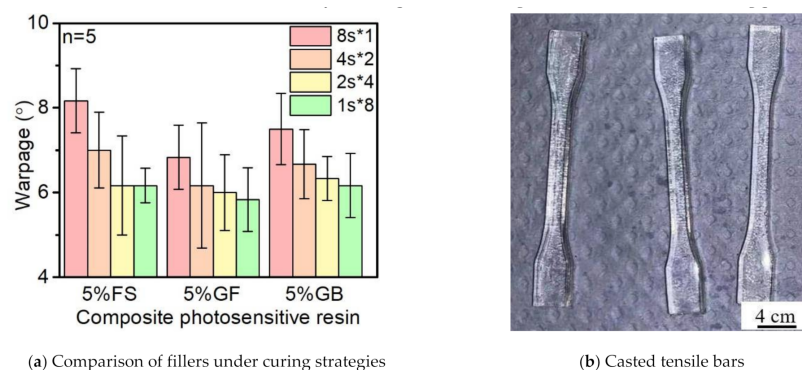 10
n=5
8s*1
4s*2
2s*4
1s*8
8
6
4
Warpage (°)
5%FS 5%GF 5%GB
Composite photosensitive resin
4 cm
(a) Comparison of fillers under curing strategies
(b) Casted tensile bars